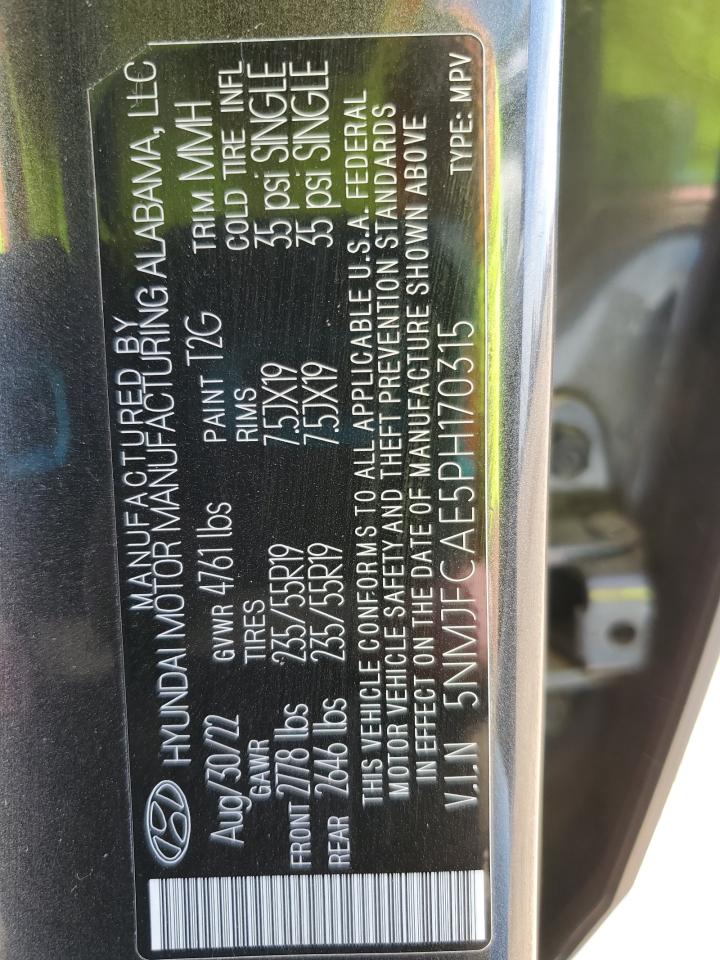 MANUFACTURED BY
HYUNDAI MOTOR MANUFACTURING ALABAMA, LLC
Aug/30/22 GVWR 4761 lbs PAINT T2G TRIM MMH
GAWR TIRES RIMS COLD TIRE INFL
FRONT 2778 lbs 235/55R19 7.5JX19 35 psi SINGLE
REAR 2646 lbs 235/55R19 7.5JX19 35 psi SINGLE
THIS VEHICLE CONFORMS TO ALL APPLICABLE U.S.A. FEDERAL
MOTOR VEHICLE SAFETY AND THEFT PREVENTION STANDARDS
IN EFFECT ON THE DATE OF MANUFACTURE SHOWN ABOVE
V.I.N 5NMJFCAE5PH170315 TYPE: MPV